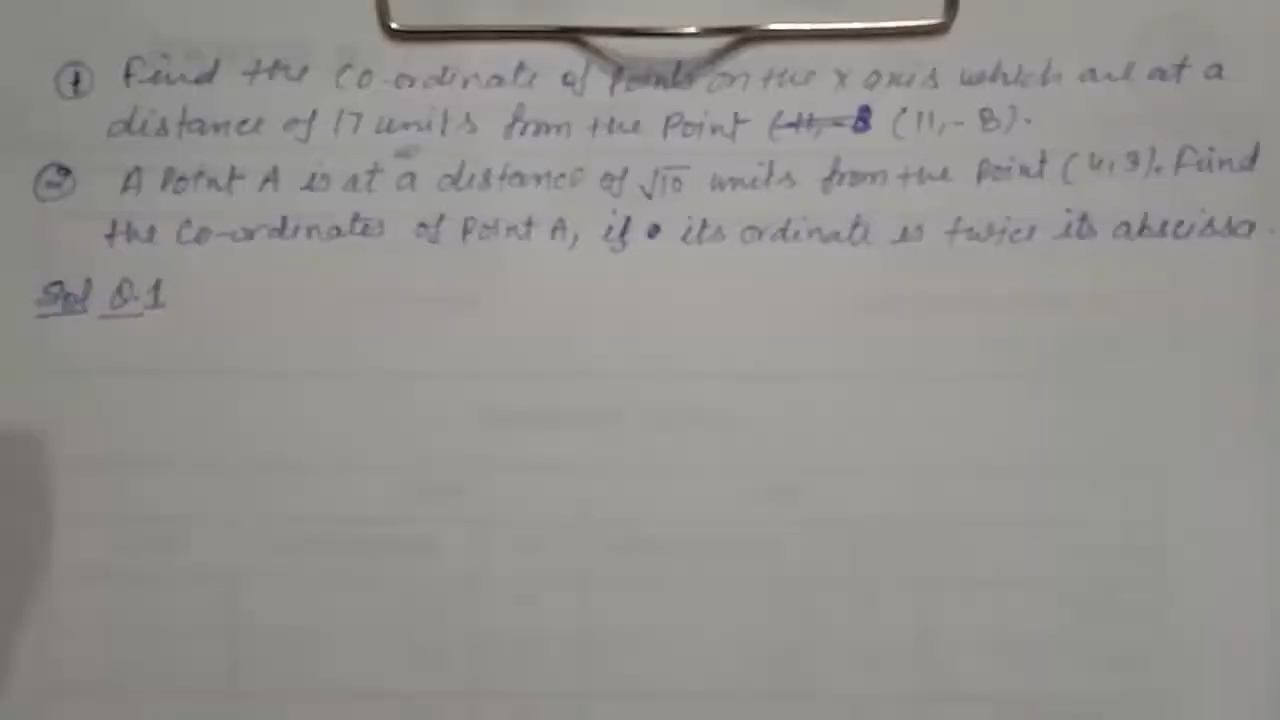 ① Find the co-ordinate of points on the x axis which are at a
distance of 17 units from the point (11,-8 (11,-8).
② A point A is at a distance of √10 units from the point (4,3). Find
the co-ordinates of point A, if its ordinate is twice its abscissa.
Sol Q.1